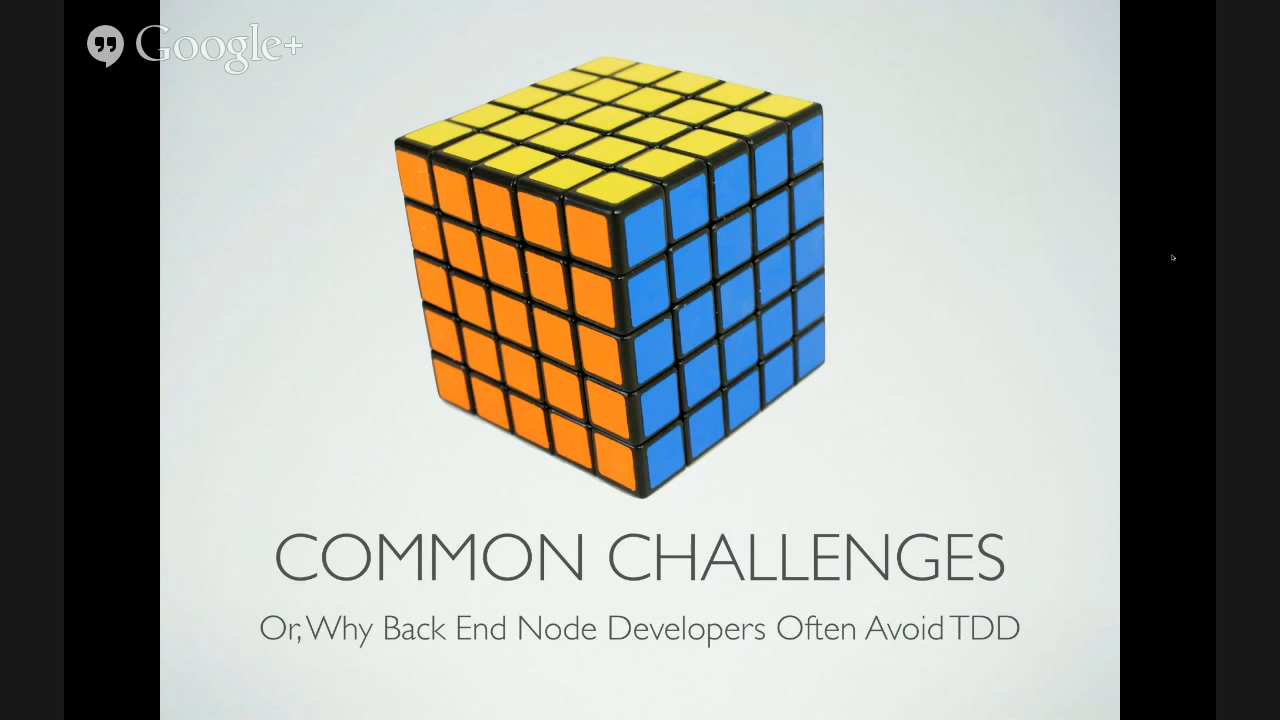 Google+
COMMON CHALLENGES
Or, Why Back End Node Developers Often Avoid TDD